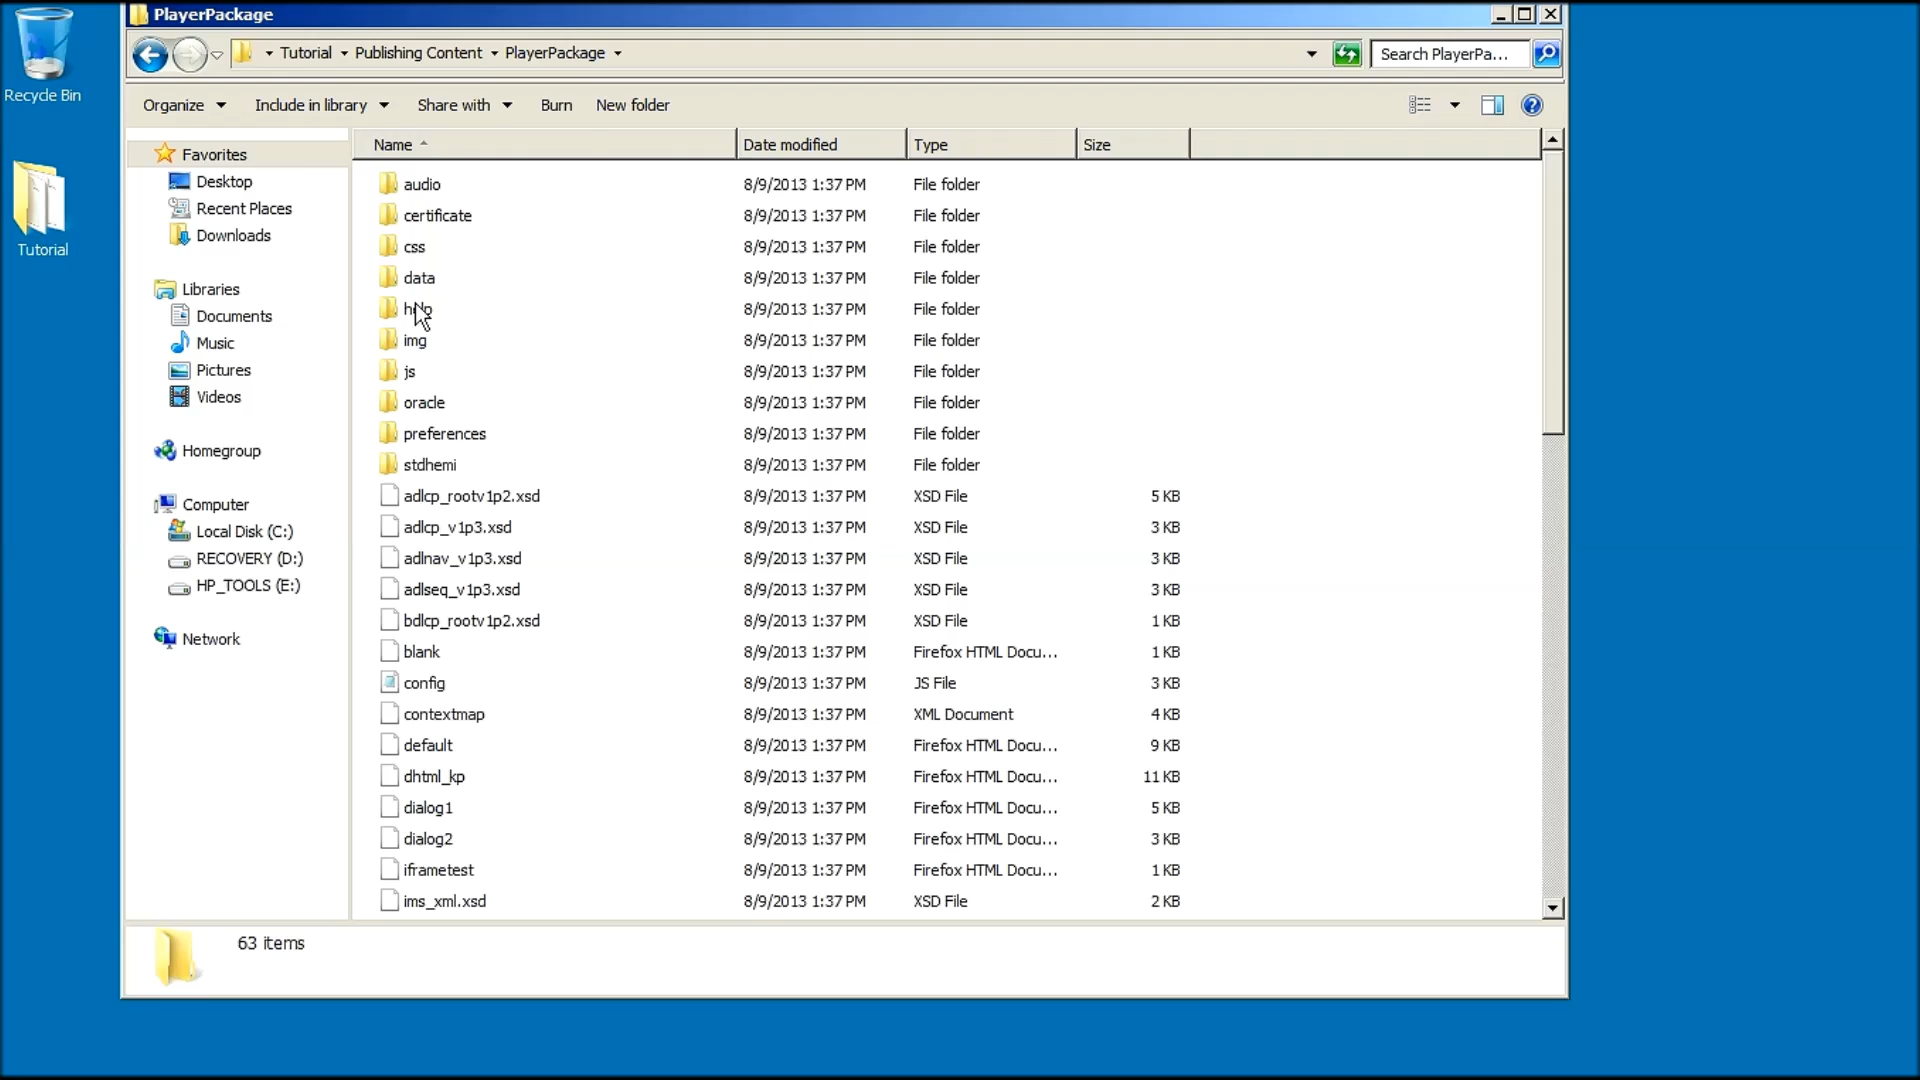 PlayerPackage
Tutorial Publishing Content PlayerPackage Search PlayerPa...
Recycle Bin
Organize Include in library Share with Burn New folder
Name Date modified Type Size
Favorites
Desktop
Recent Places
Downloads
Tutorial
Libraries
Documents
Music
Pictures
Videos
Homegroup
Computer
Local Disk (C:)
RECOVERY (D:)
HP_TOOLS (E:)
Network
audio 8/9/2013 1:37 PM File folder
certificate 8/9/2013 1:37 PM File folder
css 8/9/2013 1:37 PM File folder
data 8/9/2013 1:37 PM File folder
help 8/9/2013 1:37 PM File folder
img 8/9/2013 1:37 PM File folder
js 8/9/2013 1:37 PM File folder
oracle 8/9/2013 1:37 PM File folder
preferences 8/9/2013 1:37 PM File folder
stdhemi 8/9/2013 1:37 PM File folder
adlcp_rootv1p2.xsd 8/9/2013 1:37 PM XSD File 5 KB
adlcp_v1p3.xsd 8/9/2013 1:37 PM XSD File 3 KB
adlnav_v1p3.xsd 8/9/2013 1:37 PM XSD File 3 KB
adlseq_v1p3.xsd 8/9/2013 1:37 PM XSD File 3 KB
bdlcp_rootv1p2.xsd 8/9/2013 1:37 PM XSD File 1 KB
blank 8/9/2013 1:37 PM Firefox HTML Docu... 1 KB
config 8/9/2013 1:37 PM JS File 3 KB
contextmap 8/9/2013 1:37 PM XML Document 4 KB
default 8/9/2013 1:37 PM Firefox HTML Docu... 9 KB
dhtml_kp 8/9/2013 1:37 PM Firefox HTML Docu... 11 KB
dialog1 8/9/2013 1:37 PM Firefox HTML Docu... 5 KB
dialog2 8/9/2013 1:37 PM Firefox HTML Docu... 3 KB
iframetest 8/9/2013 1:37 PM Firefox HTML Docu... 1 KB
ims_xml.xsd 8/9/2013 1:37 PM XSD File 2 KB
63 items